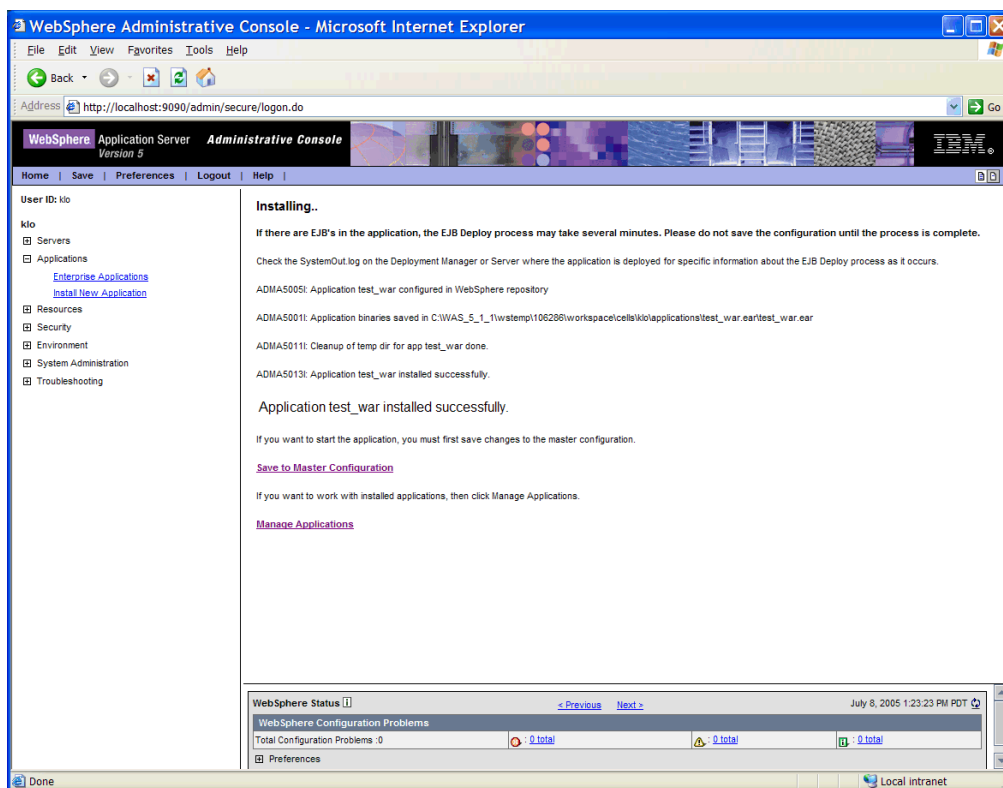 WebSphere Administrative Console - Microsoft Internet Explorer
File Edit View Favorites Tools Help
Back
Address http://localhost:9090/admin/secure/logon.do Go
WebSphere Application Server Administrative Console
Version 5
IBM.
Home | Save | Preferences | Logout | Help |
User ID: klo
klo
Servers
Applications
Enterprise Applications
Install New Application
Resources
Security
Environment
System Administration
Troubleshooting
Installing..
If there are EJB's in the application, the EJB Deploy process may take several minutes. Please do not save the configuration until the process is complete.
Check the SystemOut.log on the Deployment Manager or Server where the application is deployed for specific information about the EJB Deploy process as it occurs.
ADMA5005I: Application test_war configured in WebSphere repository
ADMA5001I: Application binaries saved in C:\WAS_5_1_1\wstemp\106286\workspace\cells\klo\applications\test_war.ear\test_war.ear
ADMA5011I: Cleanup of temp dir for app test_war done.
ADMA5013I: Application test_war installed successfully.
Application test_war installed successfully.
If you want to start the application, you must first save changes to the master configuration.
Save to Master Configuration
If you want to work with installed applications, then click Manage Applications.
Manage Applications
WebSphere Status i < Previous Next > July 8, 2005 1:23:23 PM PDT
WebSphere Configuration Problems
Total Configuration Problems :0 : 0 total : 0 total : 0 total
Preferences
Done Local intranet